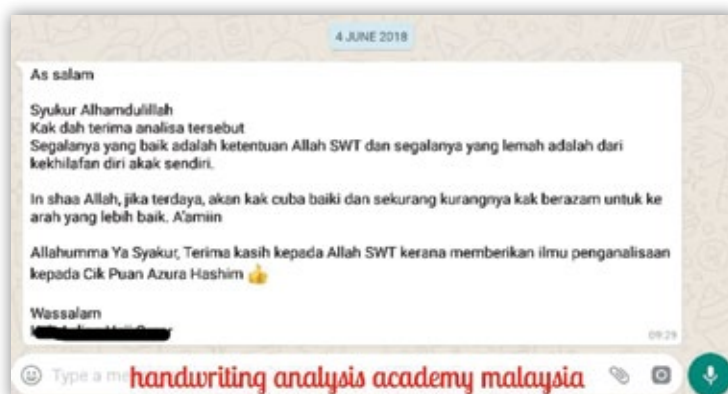 4 JUNE 2018
As salam
Syukur Alhamdulillah
Kak dah terima analisa tersebut
Segalanya yang baik adalah ketentuan Allah SWT dan segalanya yang lemah adalah dari
kekhilafan diri akak sendiri.
In shaa Allah, jika terdaya, akan kak cuba baiki dan sekurang kurangnya kak berazam untuk ke
arah yang lebih baik. A'amiin
Allahumma Ya Syakur, Terima kasih kepada Allah SWT kerana memberikan ilmu penganalisaan
kepada Cik Puan Azura Hashim 👍
Wassalam
09:29
Type a me
handwriting analysis academy malaysia